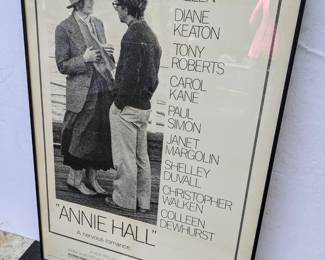 DIANE
KEATON
TONY
ROBERTS
CAROL
KANE
PAUL
SIMON
JANET
MARGOLIN
SHELLEY
DUVALL
CHRISTOPHER
WALKEN
COLLEEN
DEWHURST
"ANNIE HALL"
A nervous romance.